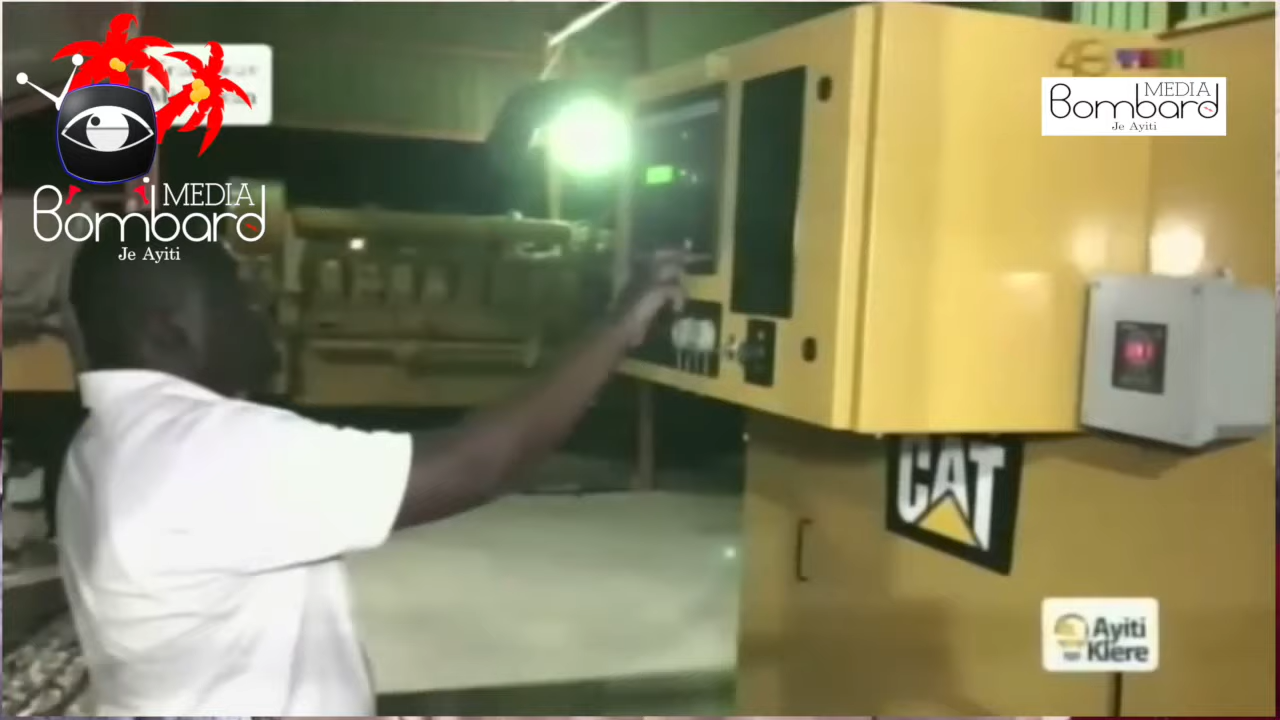 MEDIA
Bombard
Je Ayiti
MEDIA
Bombard
Je Ayiti
CAT
Ayiti
Klere